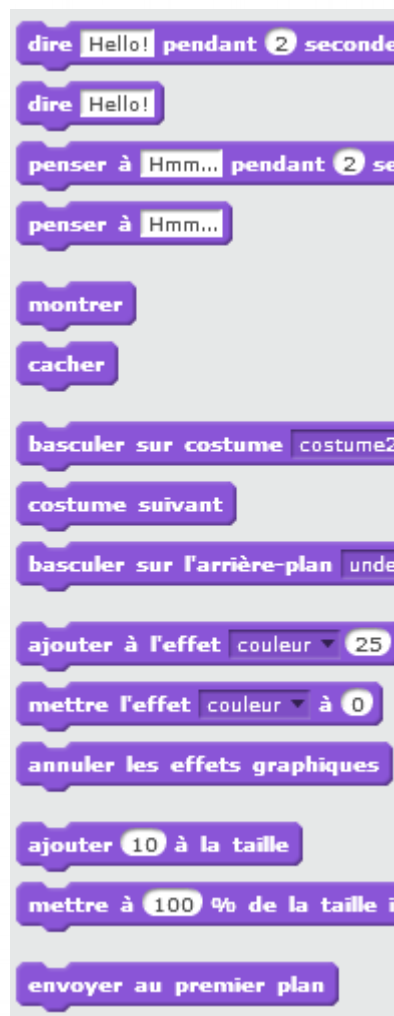 dire Hello! pendant 2 seconde
dire Hello!
penser à Hmm... pendant 2 se
penser à Hmm...
montrer
cacher
basculer sur costume costume2
costume suivant
basculer sur l'arrière-plan unde
ajouter à l'effet couleur 25
mettre l'effet couleur à 0
annuler les effets graphiques
ajouter 10 à la taille
mettre à 100 % de la taille i
envoyer au premier plan